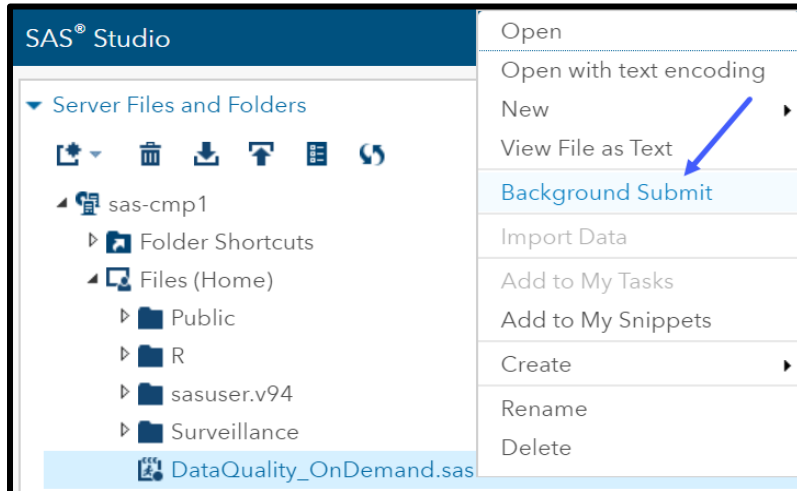 SAS® Studio
Server Files and Folders
sas-cmp1
Folder Shortcuts
Files (Home)
Public
R
sasuser.v94
Surveillance
DataQuality_OnDemand.sas
Open
Open with text encoding
New
View File as Text
Background Submit
Import Data
Add to My Tasks
Add to My Snippets
Create
Rename
Delete